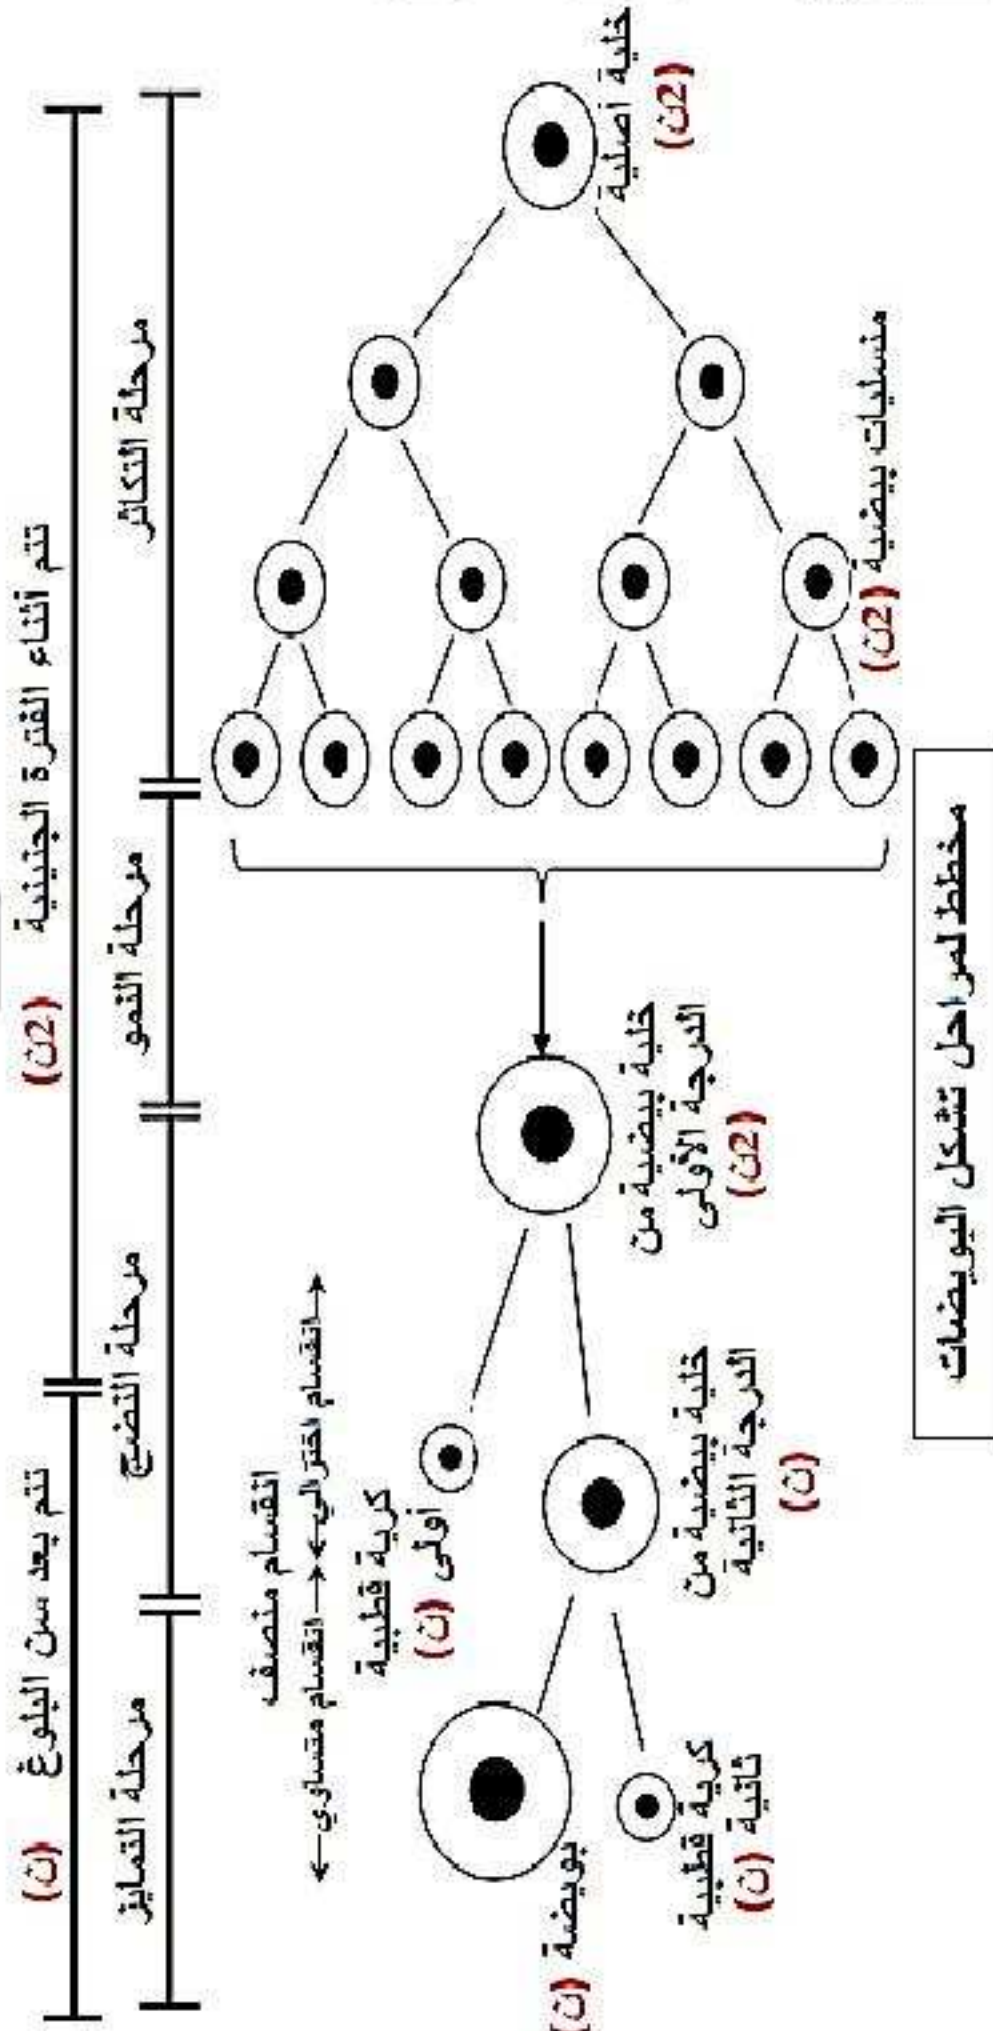 تتم أثناء الفترة الجنينية (2ن)
تتم بعد سن البلوغ (ن)
مرحلة التكاثر
مرحلة النمو
مرحلة النضج
مرحلة التمايز
انقسام منصف
انقسام اختزالي
انقسام متساوي
خلية أصلية
(2ن)
منسليات بيضية (2ن)
خلية بيضية من
الدرجة الأولى
(2ن)
كرية قطبية
أولى (ن)
خلية بيضية من
الدرجة الثانية
(ن)
بويضة (ن)
كرية قطبية
ثانية (ن)
مخطط لمراحل تشكل البويضات